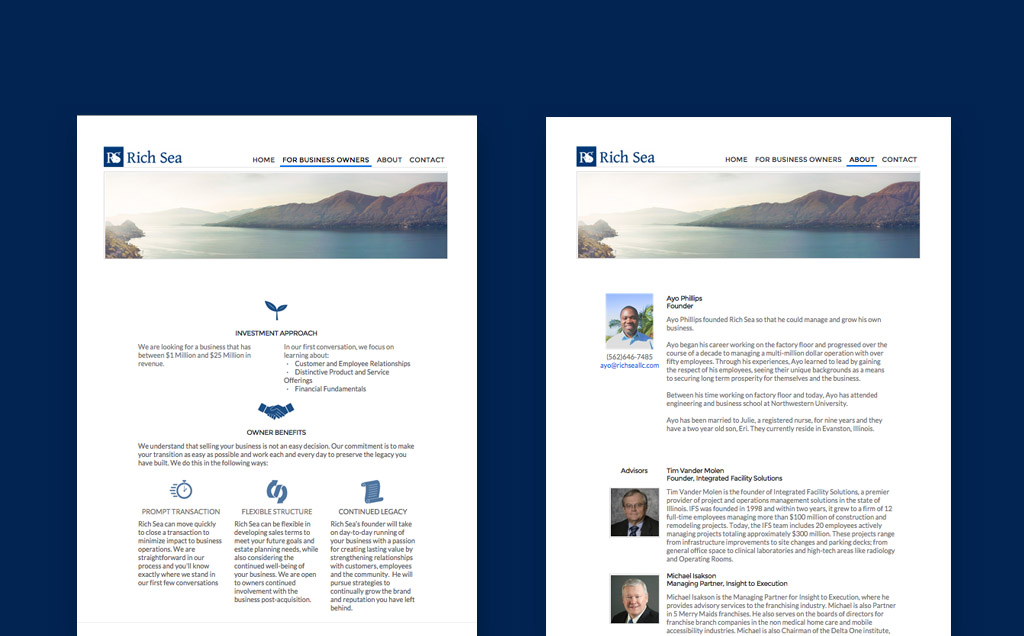 RS Rich Sea
HOME FOR BUSINESS OWNERS ABOUT CONTACT
INVESTMENT APPROACH
We are looking for a business that has
between $1 Million and $25 Million in
revenue.
In our first conversation, we focus on
learning about:
· Customer and Employee Relationships
· Distinctive Product and Service
Offerings
· Financial Fundamentals
OWNER BENEFITS
We understand that selling your business is not an easy decision. Our commitment is to make
your transition as easy as possible and work each and every day to preserve the legacy you
have built. We do this in the following ways:
PROMPT TRANSACTION
Rich Sea can move quickly
to close a transaction to
minimize impact to business
operations. We are
straightforward in our
process and you'll know
exactly where we stand in
our first few conversations
FLEXIBLE STRUCTURE
Rich Sea can be flexible in
developing sales terms to
meet your future goals and
estate planning needs, while
also considering the
continued well-being of
your business. We are open
to owners continued
involvement with the
business post-acquisition.
CONTINUED LEGACY
Rich Sea's founder will take
on day-to-day running of
your business with a passion
for creating lasting value by
strengthening relationships
with customers, employees
and the community. He will
pursue strategies to
continually grow the brand
and reputation you have left
behind.
RS Rich Sea
HOME FOR BUSINESS OWNERS ABOUT CONTACT
(562)646-7485
ayo@richseallc.com
Ayo Phillips
Founder
Ayo Phillips founded Rich Sea so that he could manage and grow his own
business.
Ayo began his career working on the factory floor and progressed over the
course of a decade to managing a multi-million dollar operation with over
fifty employees. Through his experiences, Ayo learned to lead by gaining
the respect of his employees, seeing their unique backgrounds as a means
to securing long term prosperity for themselves and the business.
Between his time working on factory floor and today, Ayo has attended
engineering and business school at Northwestern University.
Ayo has been married to Julie, a registered nurse, for nine years and they
have a two year old son, Eri. They currently reside in Evanston, Illinois.
Advisors
Tim Vander Molen
Founder, Integrated Facility Solutions
Tim Vander Molen is the founder of Integrated Facility Solutions, a premier
provider of project and operations management solutions in the state of
Illinois. IFS was founded in 1998 and within two years, it grew to a firm of 12
full-time employees managing more than $100 million of construction and
remodeling projects. Today, the IFS team includes 20 employees actively
managing projects totaling approximately $300 million. These projects range
from infrastructure improvements to site changes and parking decks; from
general office space to clinical laboratories and high-tech areas like radiology
and Operating Rooms.
Michael Isakson
Managing Partner, Insight to Execution
Michael Isakson is the Managing Partner for Insight to Execution, where he
provides advisory services to the franchising industry. Michael is also Partner
in 5 Merry Maids franchises. He also serves on the boards of directors for
franchise branch companies in the non medical home care and mobile
accessibility industries. Michael is also Chairman of the Delta One institute,